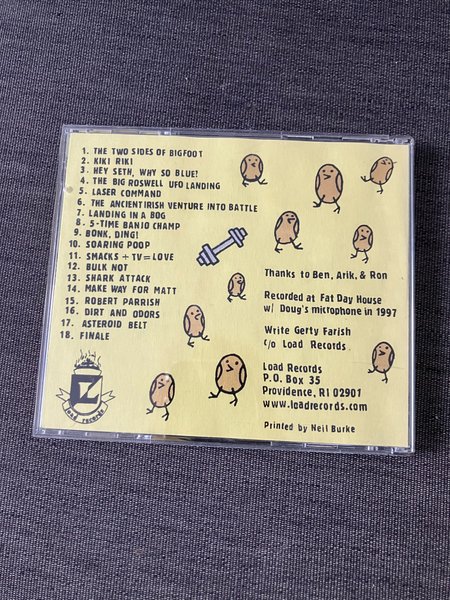 1. THE TWO SIDES OF BIGFOOT
2. KIKI RIKI
3. HEY SETH, WHY SO BLUE?
4. THE BIG ROSWELL UFO LANDING
5. LASER COMMAND
6. THE ANCIENT IRISH VENTURE INTO BATTLE
7. LANDING IN A BOG
8. 5-TIME BANJO CHAMP
9. BONK, DING!
10. SOARING POOP
11. SMACKS + TV = LOVE
12. BULK NOT
13. SHARK ATTACK
14. MAKE WAY FOR MATT
15. ROBERT PARRISH
16. DIRT AND ODORS
17. ASTEROID BELT
18. FINALE
load records
Thanks to Ben, Arik, & Ron
Recorded at Fat Day House
w/ Doug's microphone in 1997
Write Gerty Farish
c/o Load Records
Load Records
P.O. Box 35
Providence, RI 02901
www.loadrecords.com
Printed by Neil Burke